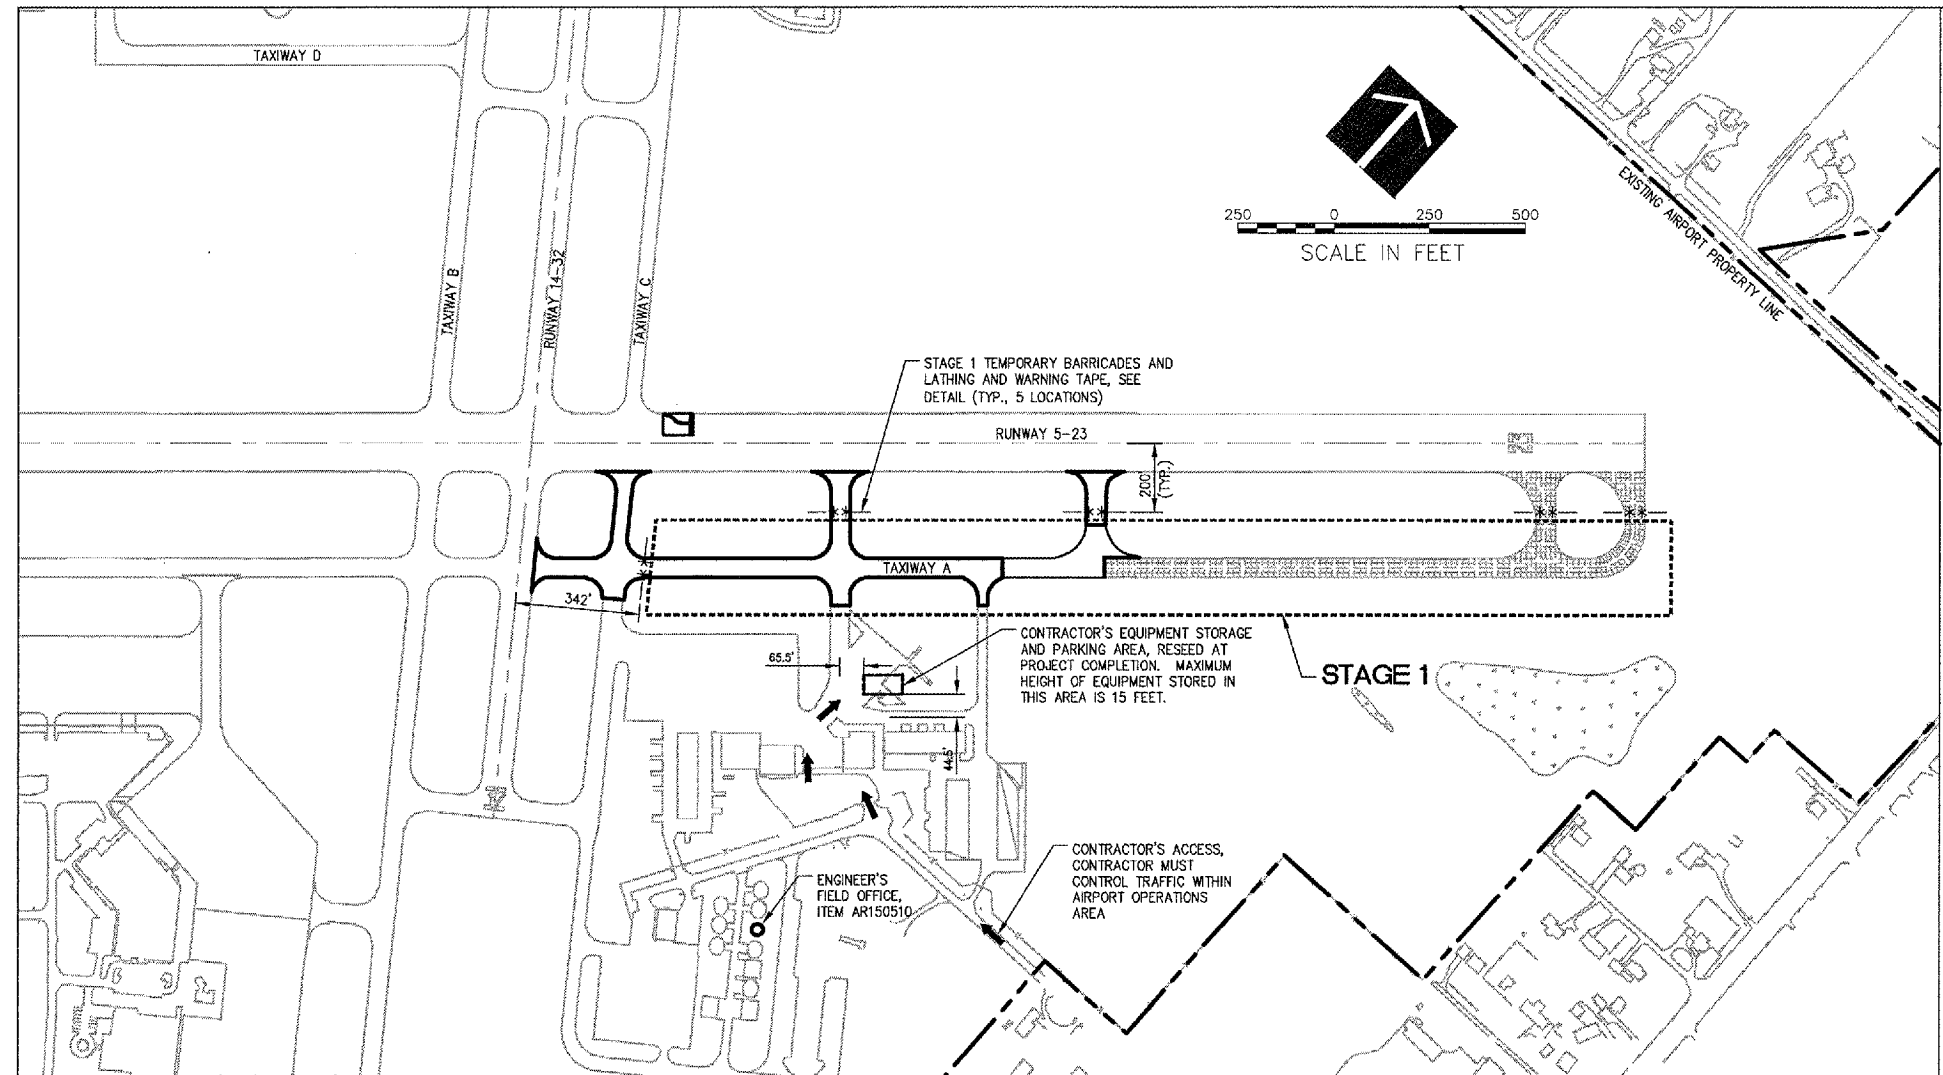 TAXIWAY D
250 0 250 500
SCALE IN FEET
EXISTING AIRPORT PROPERTY LINE
TAXIWAY B
RUNWAY 14-32
TAXIWAY C
STAGE 1 TEMPORARY BARRICADES AND
LATHING AND WARNING TAPE, SEE
DETAIL (TYP., 5 LOCATIONS)
RUNWAY 5-23
200'
(TYP.)
TAXIWAY A
342'
65.5'
CONTRACTOR'S EQUIPMENT STORAGE
AND PARKING AREA, RESEED AT
PROJECT COMPLETION. MAXIMUM
HEIGHT OF EQUIPMENT STORED IN
THIS AREA IS 15 FEET.
STAGE 1
44.5'
CONTRACTOR'S ACCESS,
CONTRACTOR MUST
CONTROL TRAFFIC WITHIN
AIRPORT OPERATIONS
AREA
ENGINEER'S
FIELD OFFICE,
ITEM AR150510